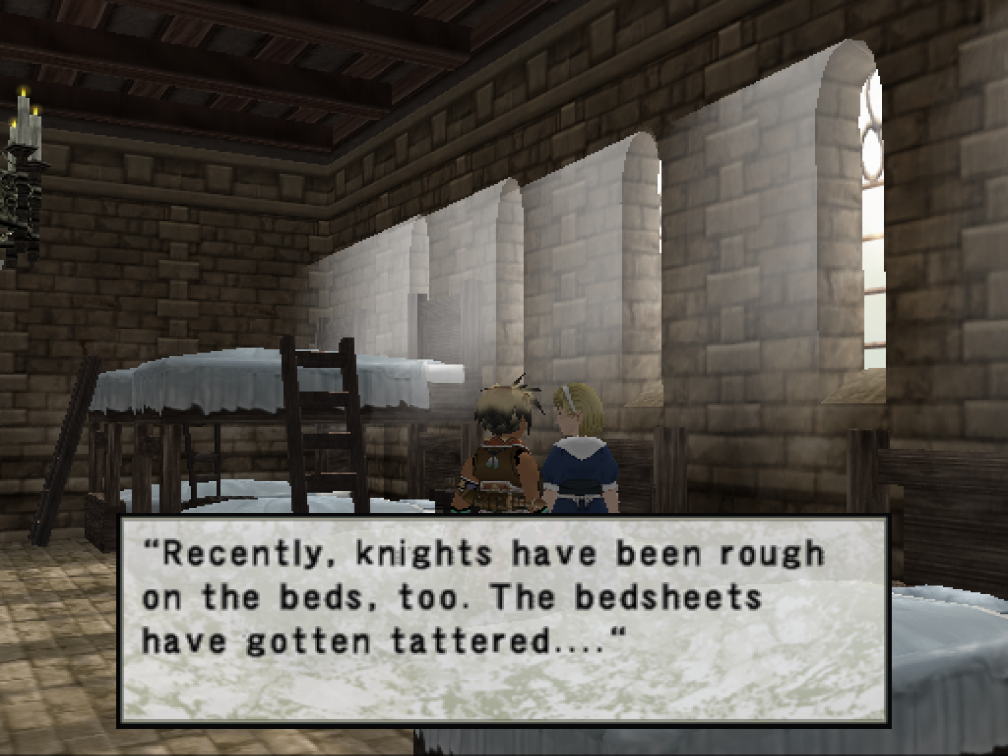 “Recently, knights have been rough
on the beds, too. The bedsheets
have gotten tattered....“